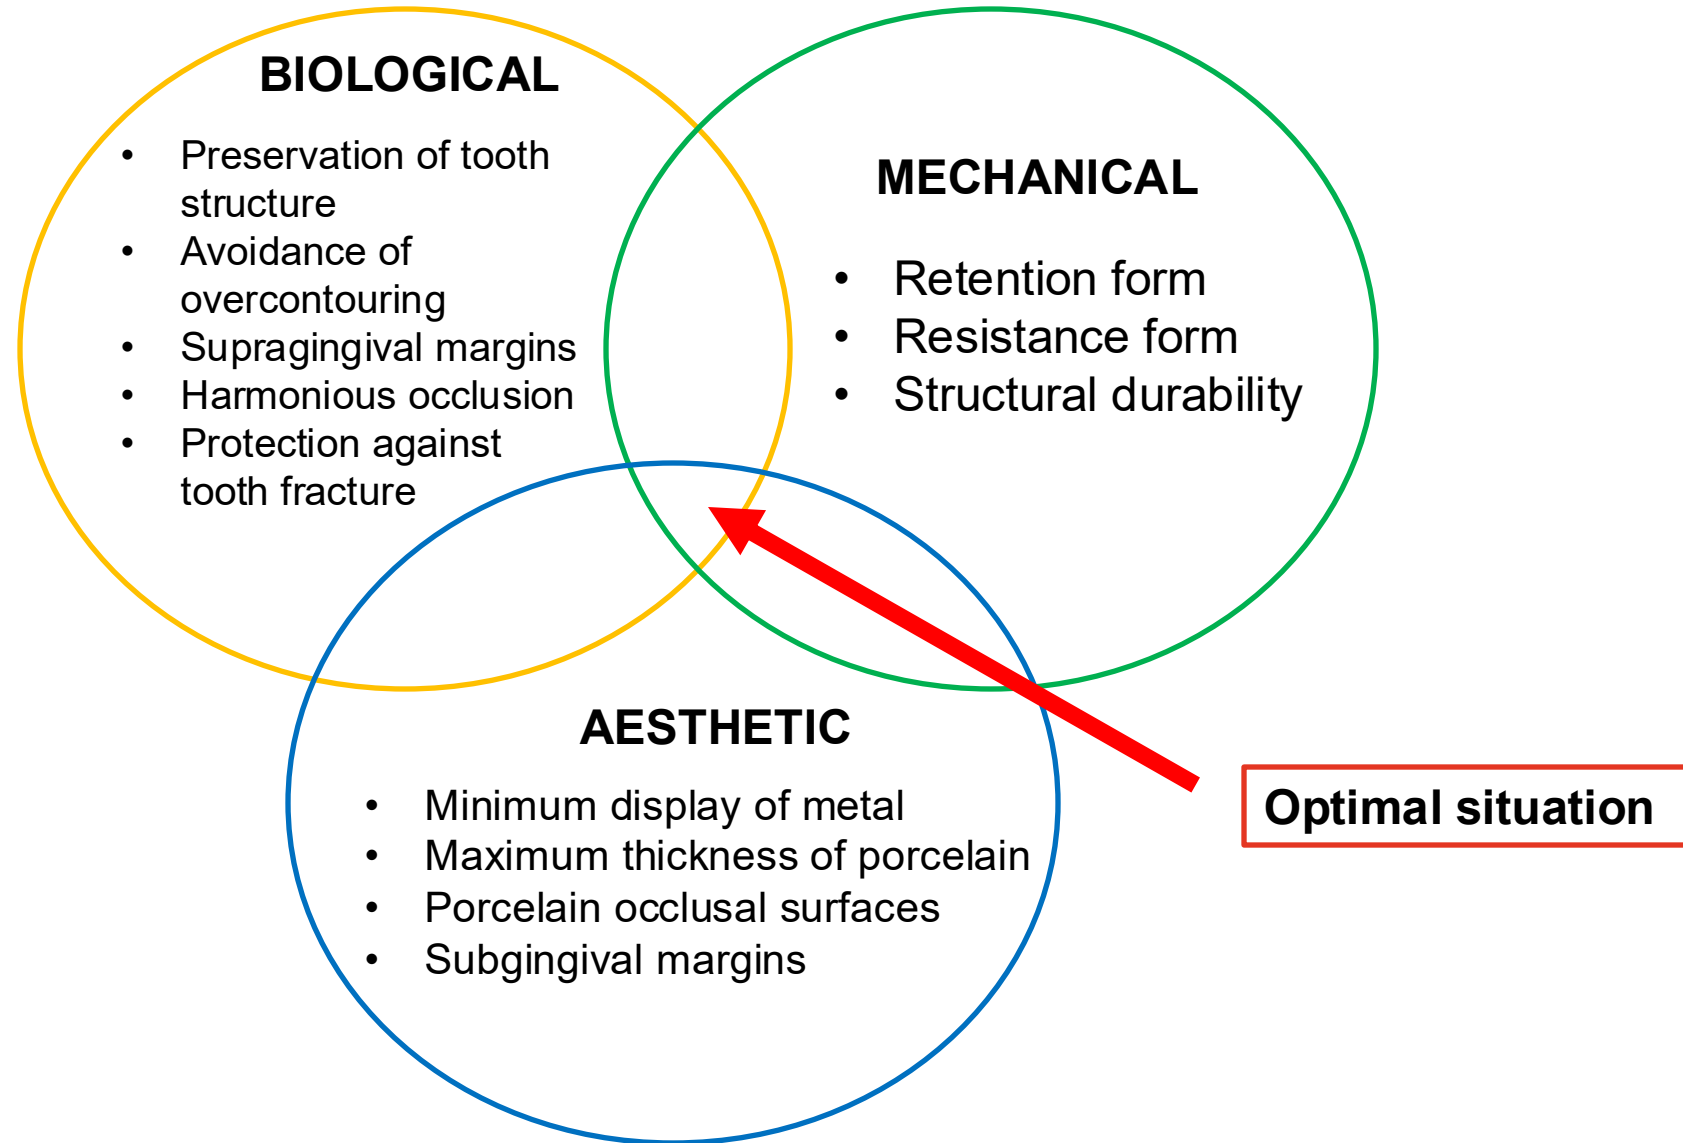 BIOLOGICAL
• Preservation of tooth
structure
• Avoidance of
overcontouring
• Supragingival margins
• Harmonious occlusion
• Protection against
tooth fracture
MECHANICAL
• Retention form
• Resistance form
• Structural durability
AESTHETIC
• Minimum display of metal
• Maximum thickness of porcelain
• Porcelain occlusal surfaces
• Subgingival margins
Optimal situation